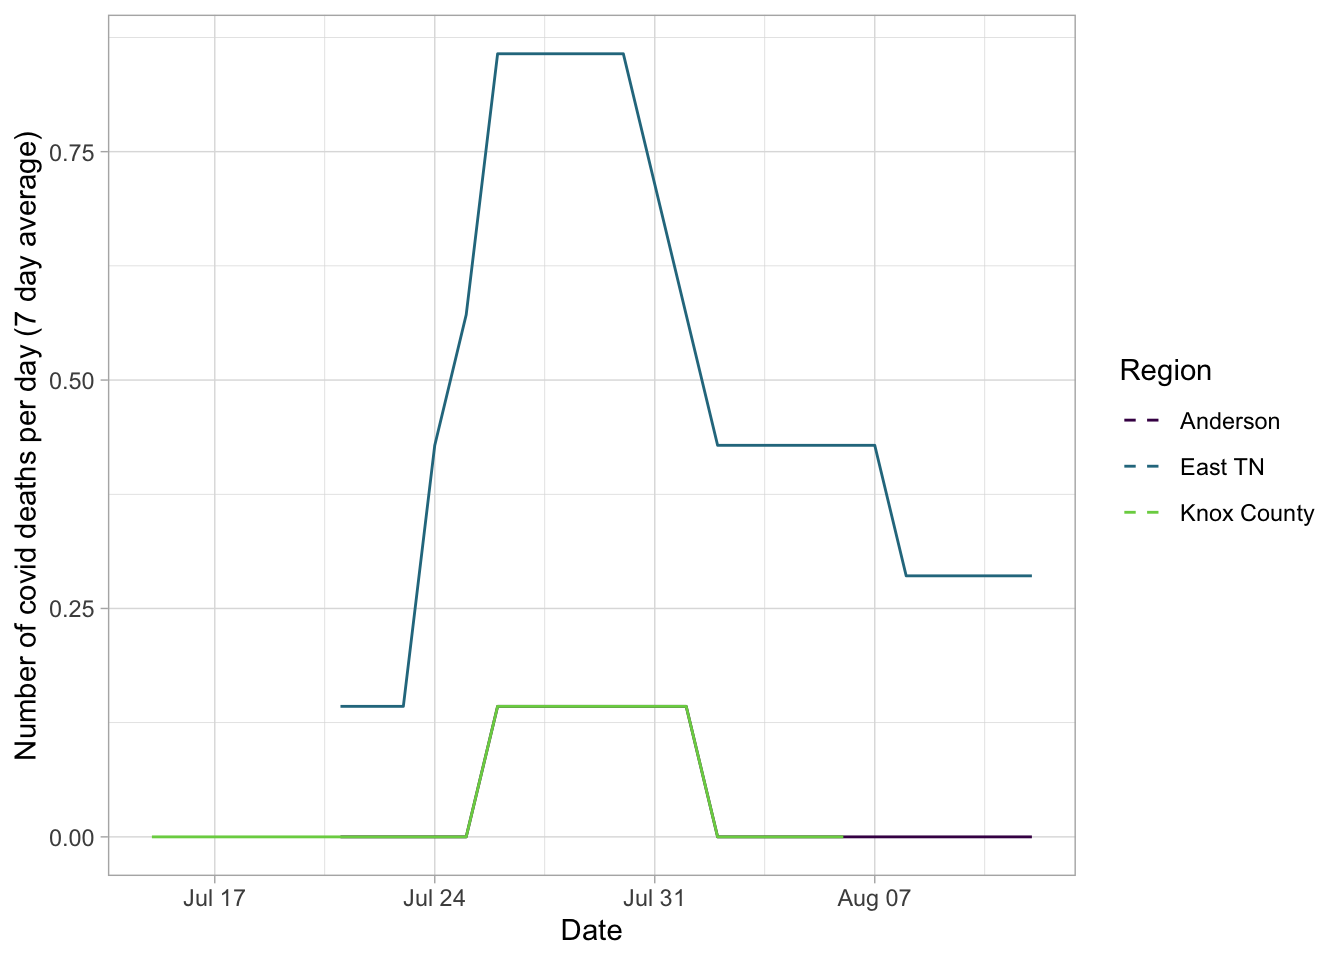 Number of covid deaths per day (7 day average)
0.75
0.50
0.25
0.00
Jul 17
Jul 24
Jul 31
Aug 07
Date
Region
Anderson
East TN
Knox County